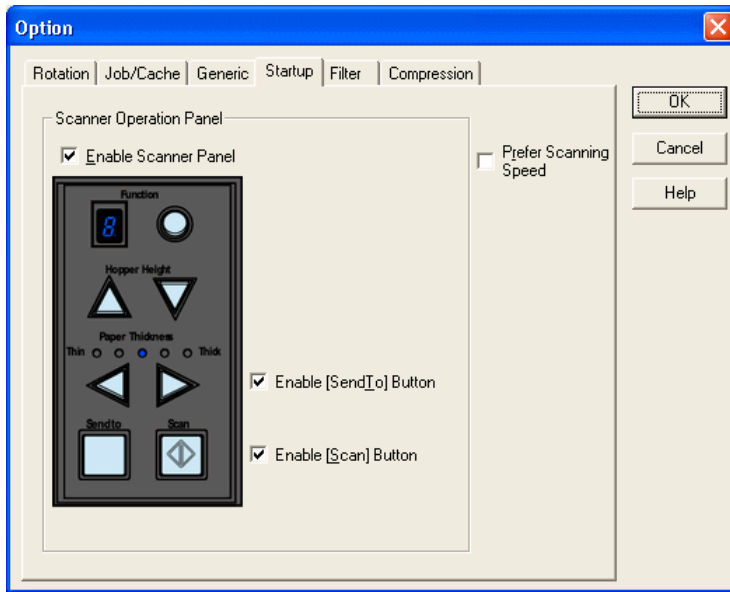 Option
Rotation Job/Cache Generic Startup Filter Compression
OK
Cancel
Help
Scanner Operation Panel
Enable Scanner Panel
Prefer Scanning
Speed
Function
8
Hopper Height
Paper Thickness
Thin Thick
Enable [SendTo] Button
Sendto Scan
Enable [Scan] Button